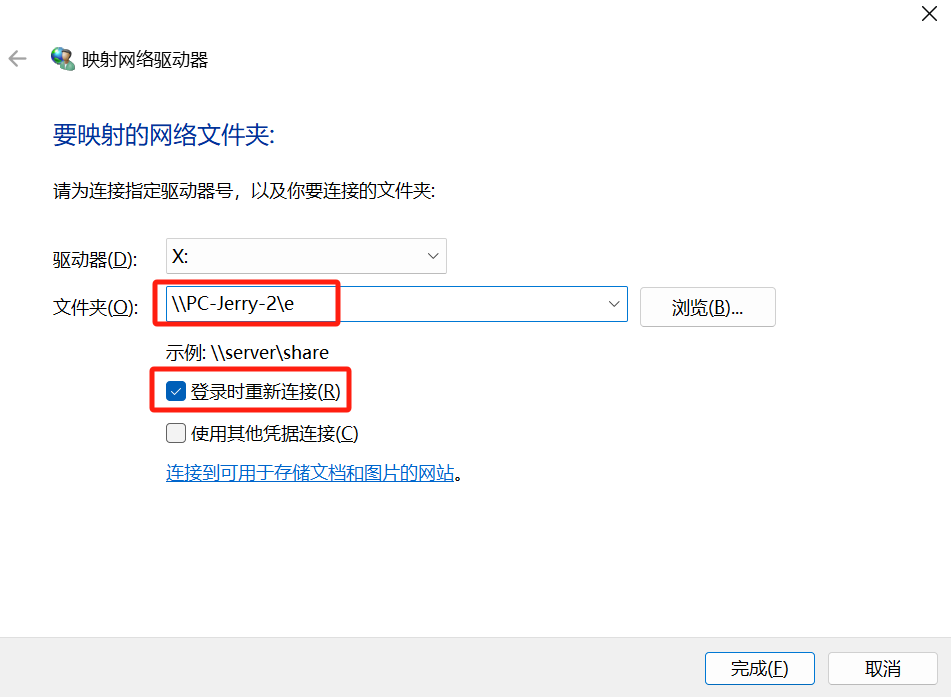 映射网络驱动器
要映射的网络文件夹:
请为连接指定驱动器号，以及你要连接的文件夹:
驱动器(D): X:
文件夹(O): \\PC-Jerry-2\e 浏览(B)...
示例: \\server\share
登录时重新连接(R)
使用其他凭据连接(C)
连接到可用于存储文档和图片的网站。
完成(F) 取消